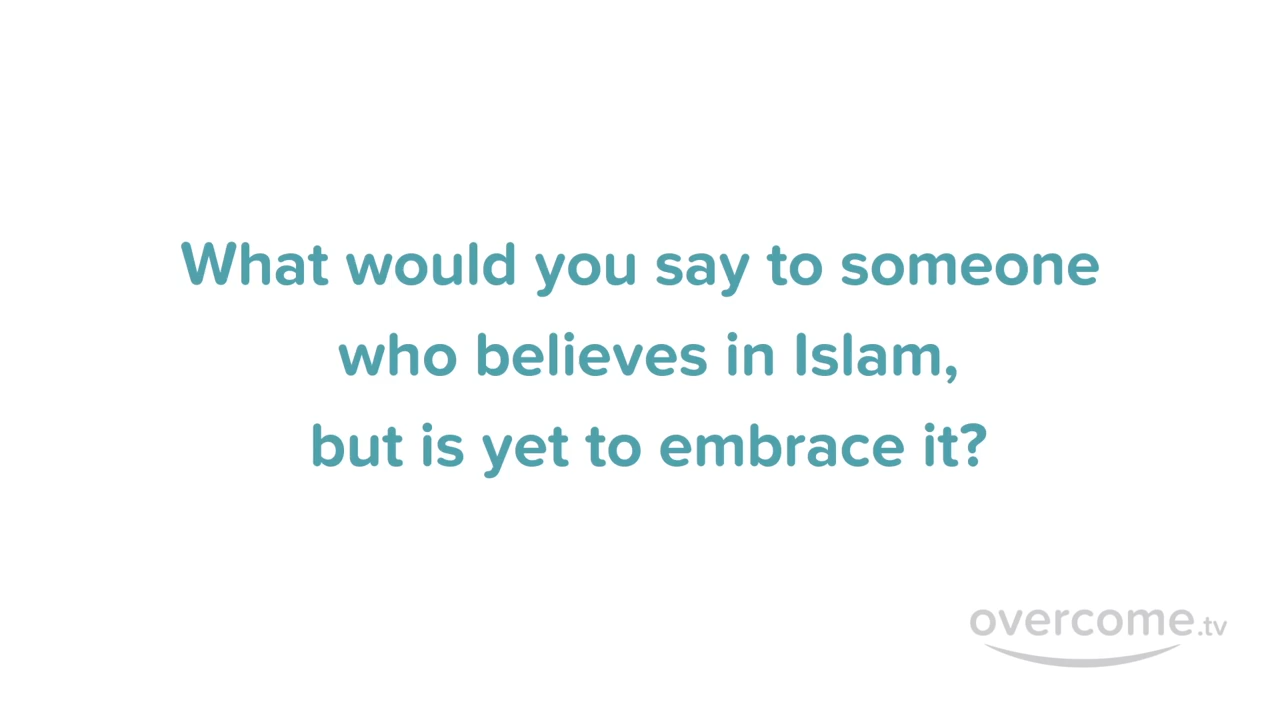 What would you say to someone
who believes in Islam,
but is yet to embrace it?
overcome.tv